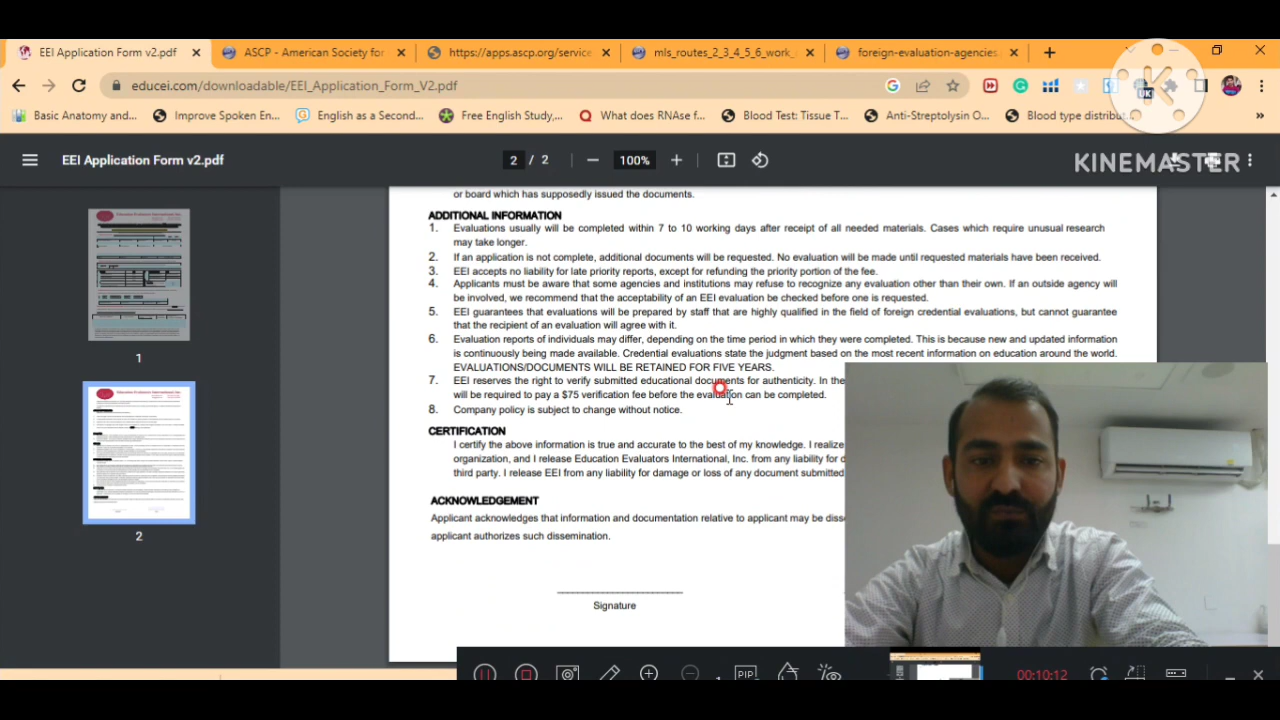 EEI Application Form v2.pdf
ASCP - American Society for
https://apps.ascp.org/service
mls_routes_2_3_4_5_6_work_
foreign-evaluation-agencies.
educei.com/downloadable/EEI_Application_Form_V2.pdf
UK
Basic Anatomy and...
Improve Spoken En...
English as a Second...
Free English Study,...
What does RNAse f...
Blood Test: Tissue T...
Anti-Streptolysin O...
Blood type distribu
»
EEI Application Form v2.pdf
2 / 2
100%
KINEMASTER
or board which has supposedly issued the documents.
ADDITIONAL INFORMATION
1. Evaluations usually will be completed within 7 to 10 working days after receipt of all needed materials. Cases which require unusual research
may take longer.
2. If an application is not complete, additional documents will be requested. No evaluation will be made until requested materials have been received.
3. EEI accepts no liability for late priority reports, except for refunding the priority portion of the fee.
4. Applicants must be aware that some agencies and institutions may refuse to recognize any evaluation other than their own. If an outside agency will
be involved, we recommend that the acceptability of an EEI evaluation be checked before one is requested.
5. EEI guarantees that evaluations will be prepared by staff that are highly qualified in the field of foreign credential evaluations, but cannot guarantee
that the recipient of an evaluation will agree with it.
6. Evaluation reports of individuals may differ, depending on the time period in which they were completed. This is because new and updated information
is continuously being made available. Credential evaluations state the judgment based on the most recent information on education around the world.
EVALUATIONS/DOCUMENTS WILL BE RETAINED FOR FIVE YEARS.
7. EEI reserves the right to verify submitted educational documents for authenticity. In the
will be required to pay a $75 verification fee before the evaluation can be completed.
8. Company policy is subject to change without notice.
CERTIFICATION
I certify the above information is true and accurate to the best of my knowledge. I realize
organization, and I release Education Evaluators International, Inc. from any liability for d
third party. I release EEI from any liability for damage or loss of any document submitted
ACKNOWLEDGEMENT
Applicant acknowledges that information and documentation relative to applicant may be disse
applicant authorizes such dissemination.
Signature
1
2
PIP
00:10:12